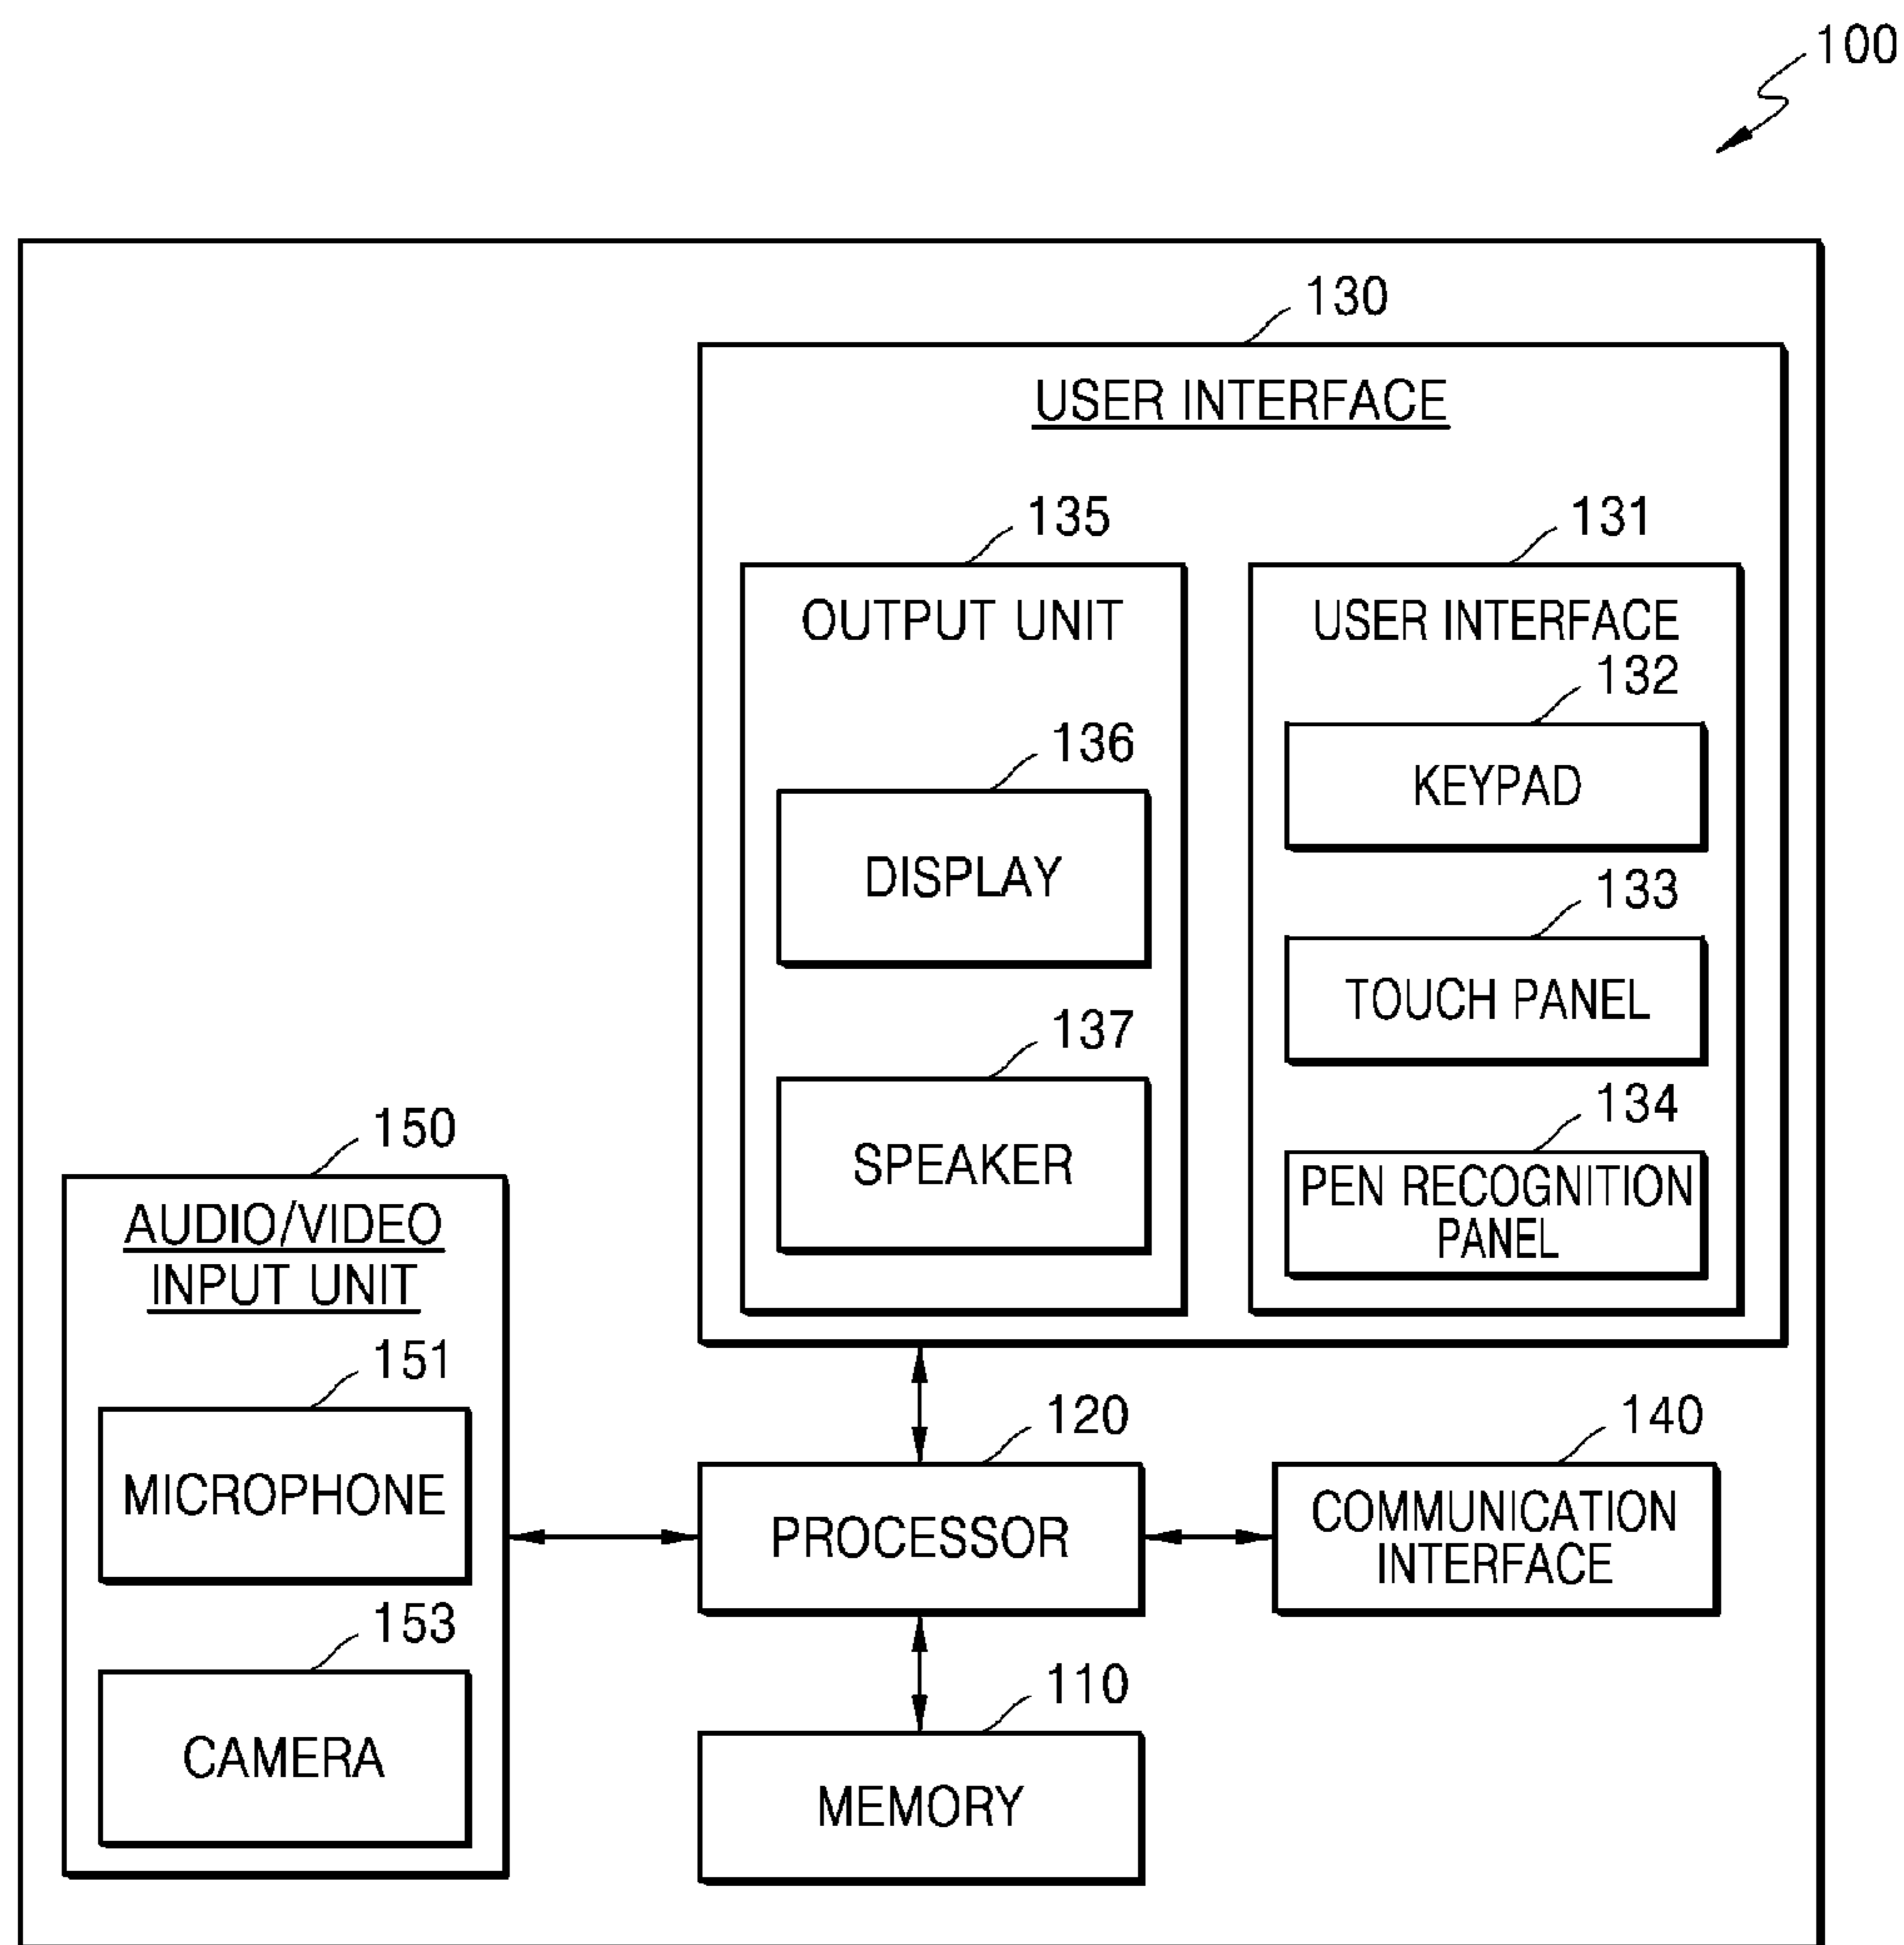 100
130
USER INTERFACE
135
OUTPUT UNIT
136
DISPLAY
137
SPEAKER
131
USER INTERFACE
132
KEYPAD
133
TOUCH PANEL
134
PEN RECOGNITION
PANEL
150
AUDIO/VIDEO
INPUT UNIT
151
MICROPHONE
153
CAMERA
120
PROCESSOR
140
COMMUNICATION
INTERFACE
110
MEMORY